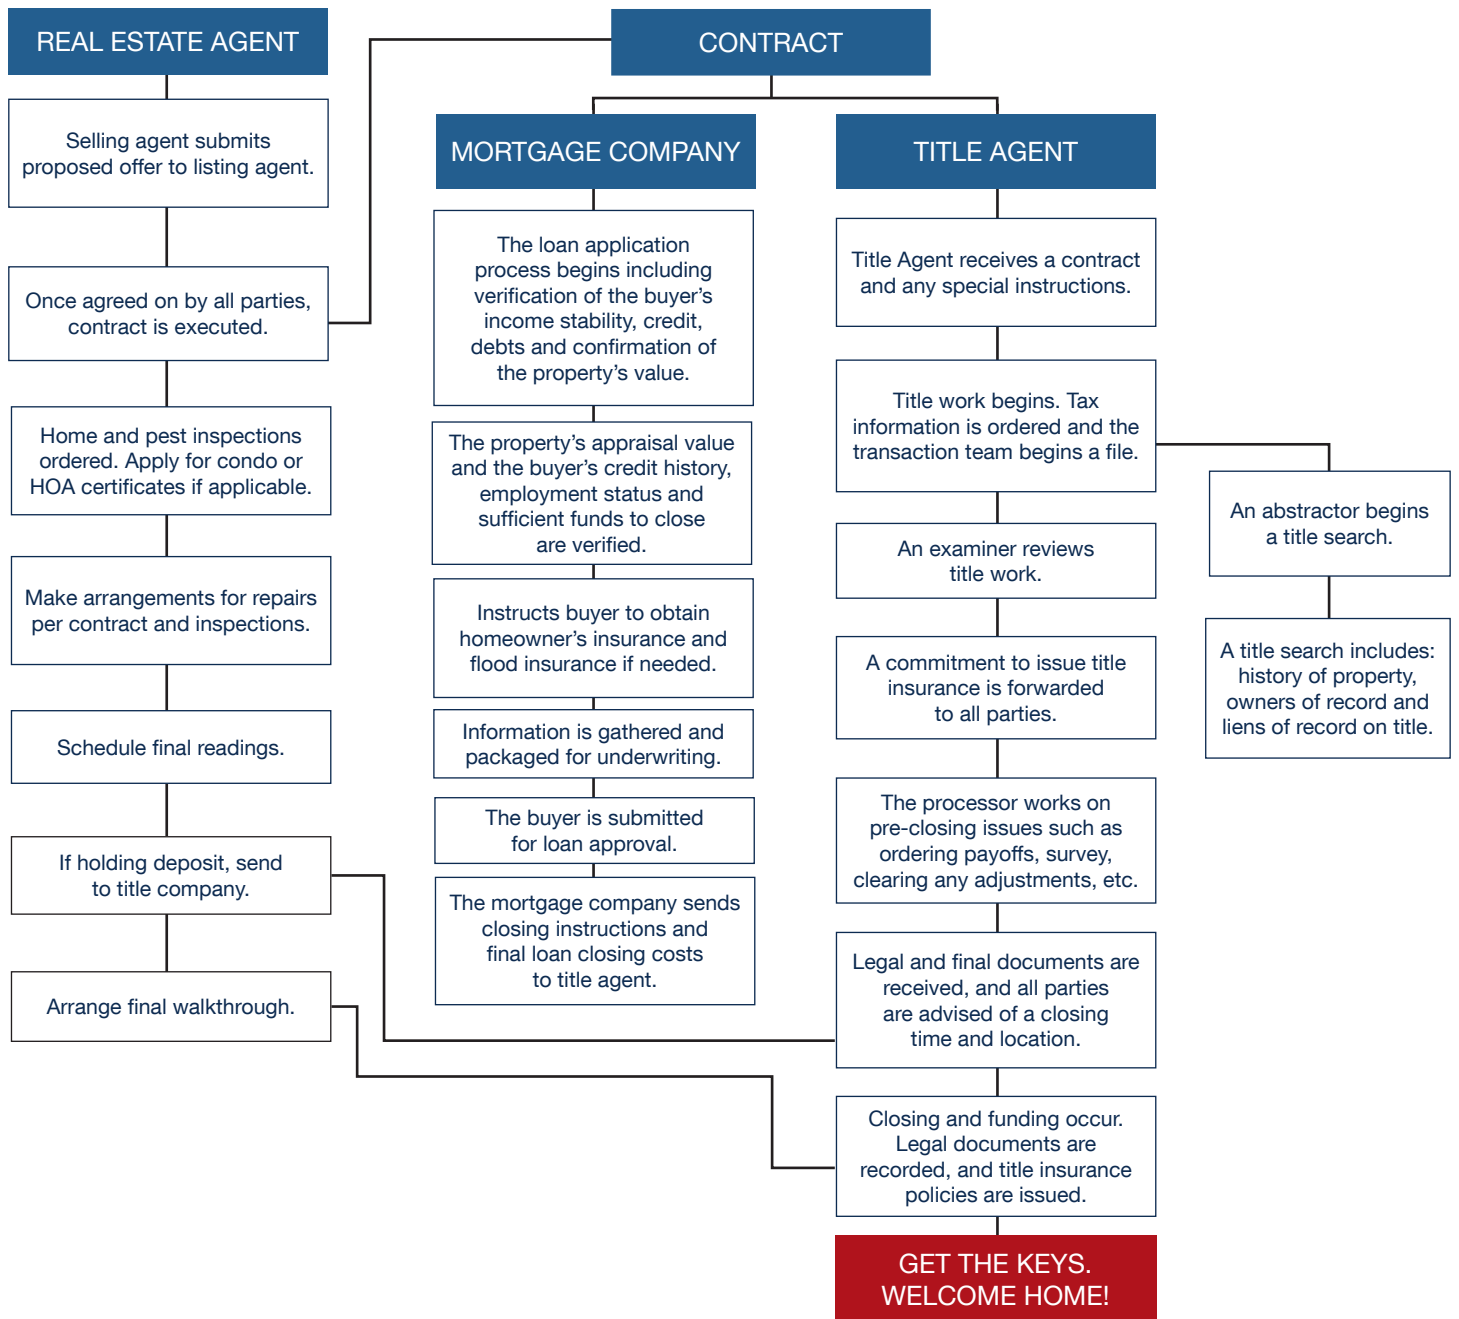 REAL ESTATE AGENT
Selling agent submits
proposed offer to listing agent.
Once agreed on by all parties,
contract is executed.
Home and pest inspections
ordered. Apply for condo or
HOA certificates if applicable.
Make arrangements for repairs
per contract and inspections.
Schedule final readings.
If holding deposit, send
to title company.
Arrange final walkthrough.
CONTRACT
MORTGAGE COMPANY
The loan application
process begins including
verification of the buyer’s
income stability, credit,
debts and confirmation of
the property’s value.
The property’s appraisal value
and the buyer’s credit history,
employment status and
sufficient funds to close
are verified.
Instructs buyer to obtain
homeowner’s insurance and
flood insurance if needed.
Information is gathered and
packaged for underwriting.
The buyer is submitted
for loan approval.
The mortgage company sends
closing instructions and
final loan closing costs
to title agent.
TITLE AGENT
Title Agent receives a contract
and any special instructions.
Title work begins. Tax
information is ordered and the
transaction team begins a file.
An examiner reviews
title work.
A commitment to issue title
insurance is forwarded
to all parties.
The processor works on
pre-closing issues such as
ordering payoffs, survey,
clearing any adjustments, etc.
Legal and final documents are
received, and all parties
are advised of a closing
time and location.
Closing and funding occur.
Legal documents are
recorded, and title insurance
policies are issued.
GET THE KEYS.
WELCOME HOME!
An abstractor begins
a title search.
A title search includes:
history of property,
owners of record and
liens of record on title.